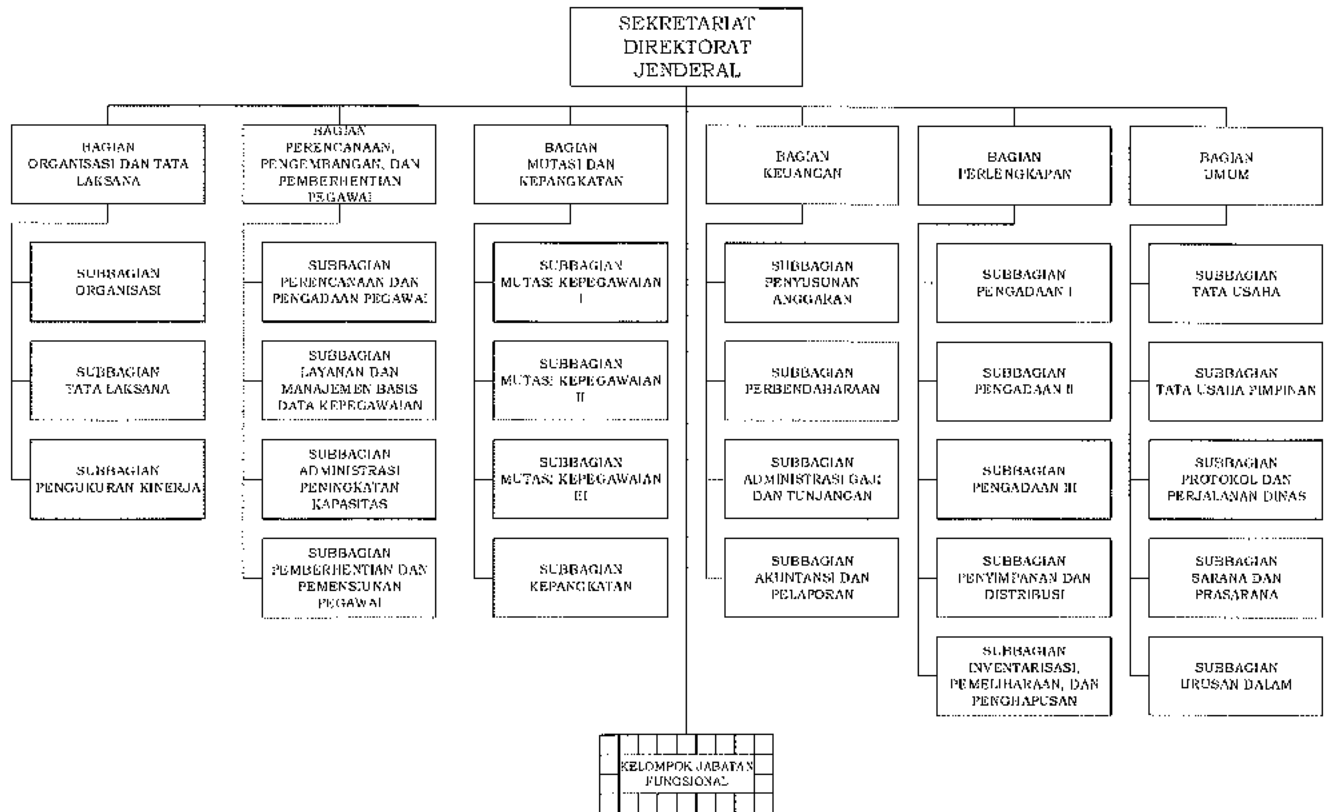 SEKRETARIAT
DIREKTORAT
JENDERAL
BAGIAN
ORGANISASI DAN TATA
LAKSANA
BAGIAN
PERENCANAAN,
PENGEMBANGAN, DAN
PEMBERHENTIAN
PEGAWAI
BAGIAN
MUTASI DAN
KEPANGKATAN
BAGIAN
KEUANGAN
BAGIAN
PERLENGKAPAN
BAGIAN
UMUM
SUBBAGIAN
ORGANISASI
SUBBAGIAN
TATA LAKSANA
SUBBAGIAN
PENGUKURAN KINERJA
SUBBAGIAN
PERENCANAAN DAN
PENGADAAN PEGAWAI
SUBBAGIAN
LAYANAN DAN
MANAJEMEN BASIS
DATA KEPEGAWAIAN
SUBBAGIAN
ADMINISTRASI
PENINGKATAN
KAPASITAS
SUBBAGIAN
PEMBERHENTIAN DAN
PEMENSIUNAN
PEGAWAI
SUBBAGIAN
MUTASI KEPEGAWAIAN
I
SUBBAGIAN
MUTASI KEPEGAWAIAN
II
SUBBAGIAN
MUTASI KEPEGAWAIAN
III
SUBBAGIAN
KEPANGKATAN
SUBBAGIAN
PENYUSUNAN
ANGGARAN
SUBBAGIAN
PERBENDAHARAAN
SUBBAGIAN
ADMINISTRASI GAJI
DAN TUNJANGAN
SUBBAGIAN
AKUNTANSI DAN
PELAPORAN
SUBBAGIAN
PENGADAAN I
SUBBAGIAN
PENGADAAN II
SUBBAGIAN
PENGADAAN III
SUBBAGIAN
PENYIMPANAN DAN
DISTRIBUSI
SUBBAGIAN
INVENTARISASI,
PEMELIHARAAN, DAN
PENGHAPUSAN
SUBBAGIAN
TATA USAHA
SUBBAGIAN
TATA USAHA PIMPINAN
SUBBAGIAN
PROTOKOL DAN
PERJALANAN DINAS
SUBBAGIAN
SARANA DAN
PRASARANA
SUBBAGIAN
URUSAN DALAM
KELOMPOK JABATAN
FUNGSIONAL